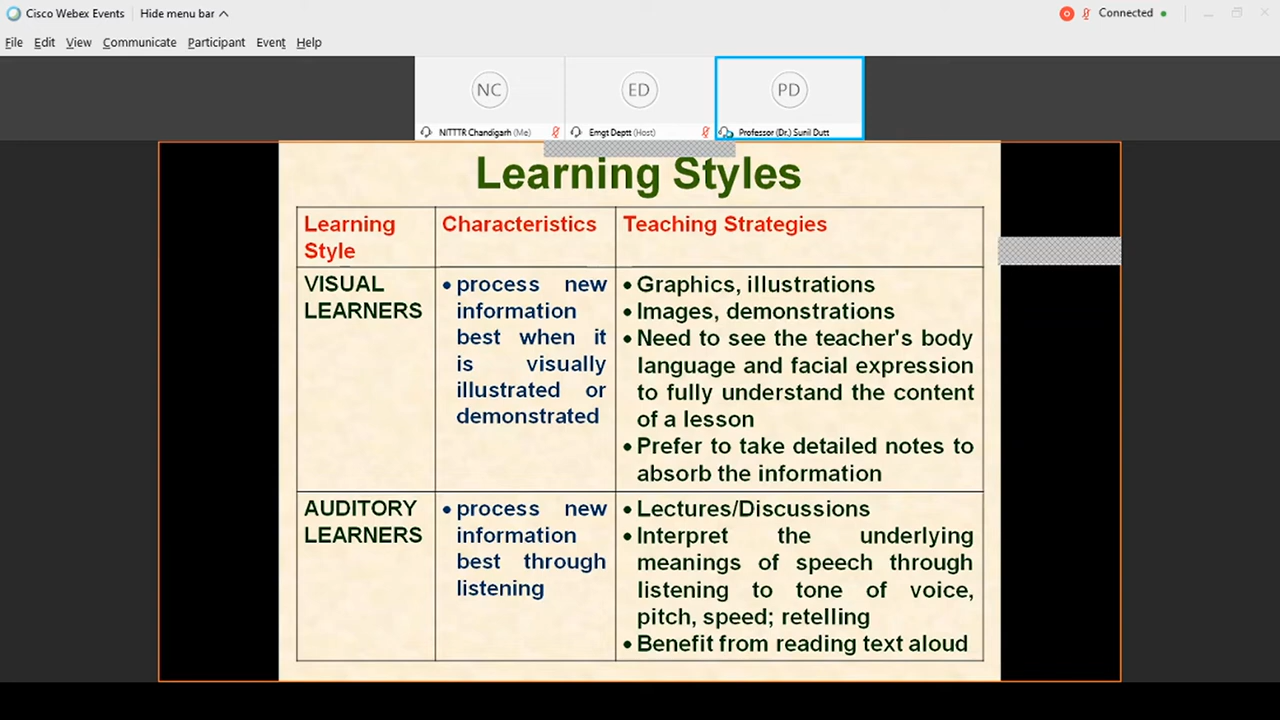 Cisco Webex Events Hide menu bar Connected
File Edit View Communicate Participant Event Help
NC ED PD
NITTTR Chandigarh (Me) Emgt Deptt (Host) Professor (Dr.) Sunil Dutt
Learning Styles
Learning Style
Characteristics
Teaching Strategies
VISUAL
LEARNERS
• process new
information
best when it
is visually
illustrated or
demonstrated
• Graphics, illustrations
• Images, demonstrations
• Need to see the teacher's body
language and facial expression
to fully understand the content
of a lesson
• Prefer to take detailed notes to
absorb the information
AUDITORY
LEARNERS
• process new
information
best through
listening
• Lectures/Discussions
• Interpret the underlying
meanings of speech through
listening to tone of voice,
pitch, speed; retelling
• Benefit from reading text aloud